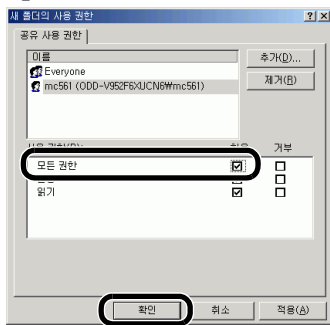 새 폴더의 사용 권한
공유 사용 권한
이름
추가(D)...
Everyone
mc561 (ODD-V952F6XUCN6₩mc561)
제거(R)
거부
모든 권한
읽기
확인
취소
적용(A)